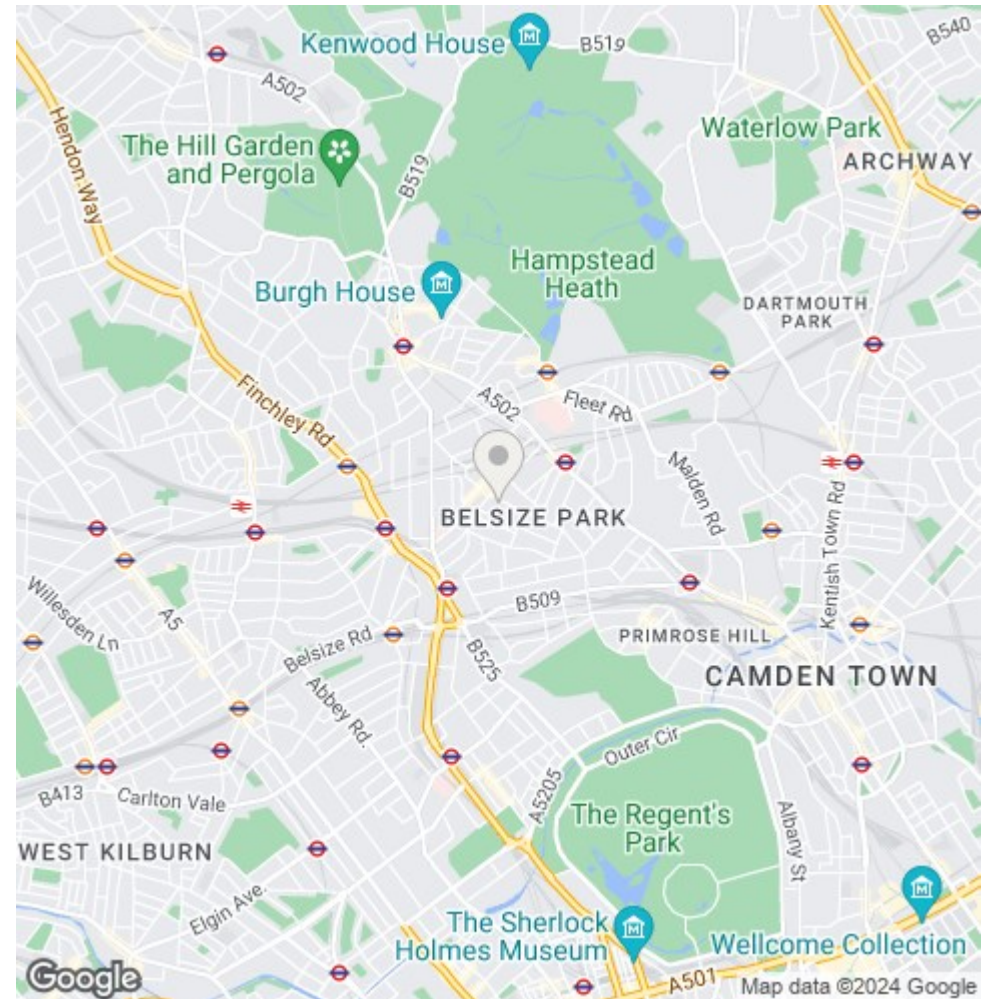 Kenwood House
B519
B540
A502
Hendon Way
The Hill Garden
and Pergola
B519
Waterlow Park
ARCHWAY
Hampstead
Heath
Burgh House
DARTMOUTH
PARK
Finchley Rd
A502
Fleet Rd
Malden Rd
BELSIZE PARK
Kentish Town Rd
Willesden Ln
A5
B509
Belsize Rd
B525
PRIMROSE HILL
Abbey Rd.
CAMDEN TOWN
Outer Cir
B413
Carlton Vale
A5205
The Regent's
Park
Albany St
WEST KILBURN
Elgin Ave.
The Sherlock
Holmes Museum
Wellcome Collection
A501
Google
Map data ©2024 Google